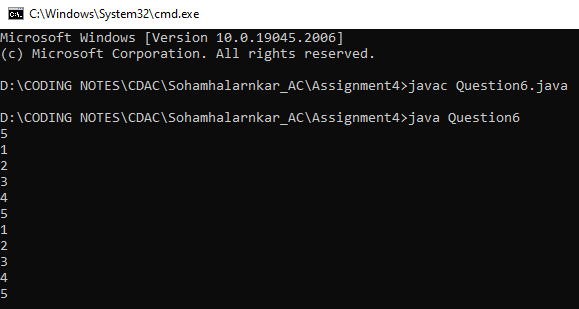 C:\Windows\System32\cmd.exe
Microsoft Windows [Version 10.0.19045.2006]
(c) Microsoft Corporation. All rights reserved.
D:\CODING NOTES\CDAC\Sohamhalarnkar_AC\Assignment4>javac Question6.java
D:\CODING NOTES\CDAC\Sohamhalarnkar_AC\Assignment4>java Question6
5
1
2
3
4
5
1
2
3
4
5